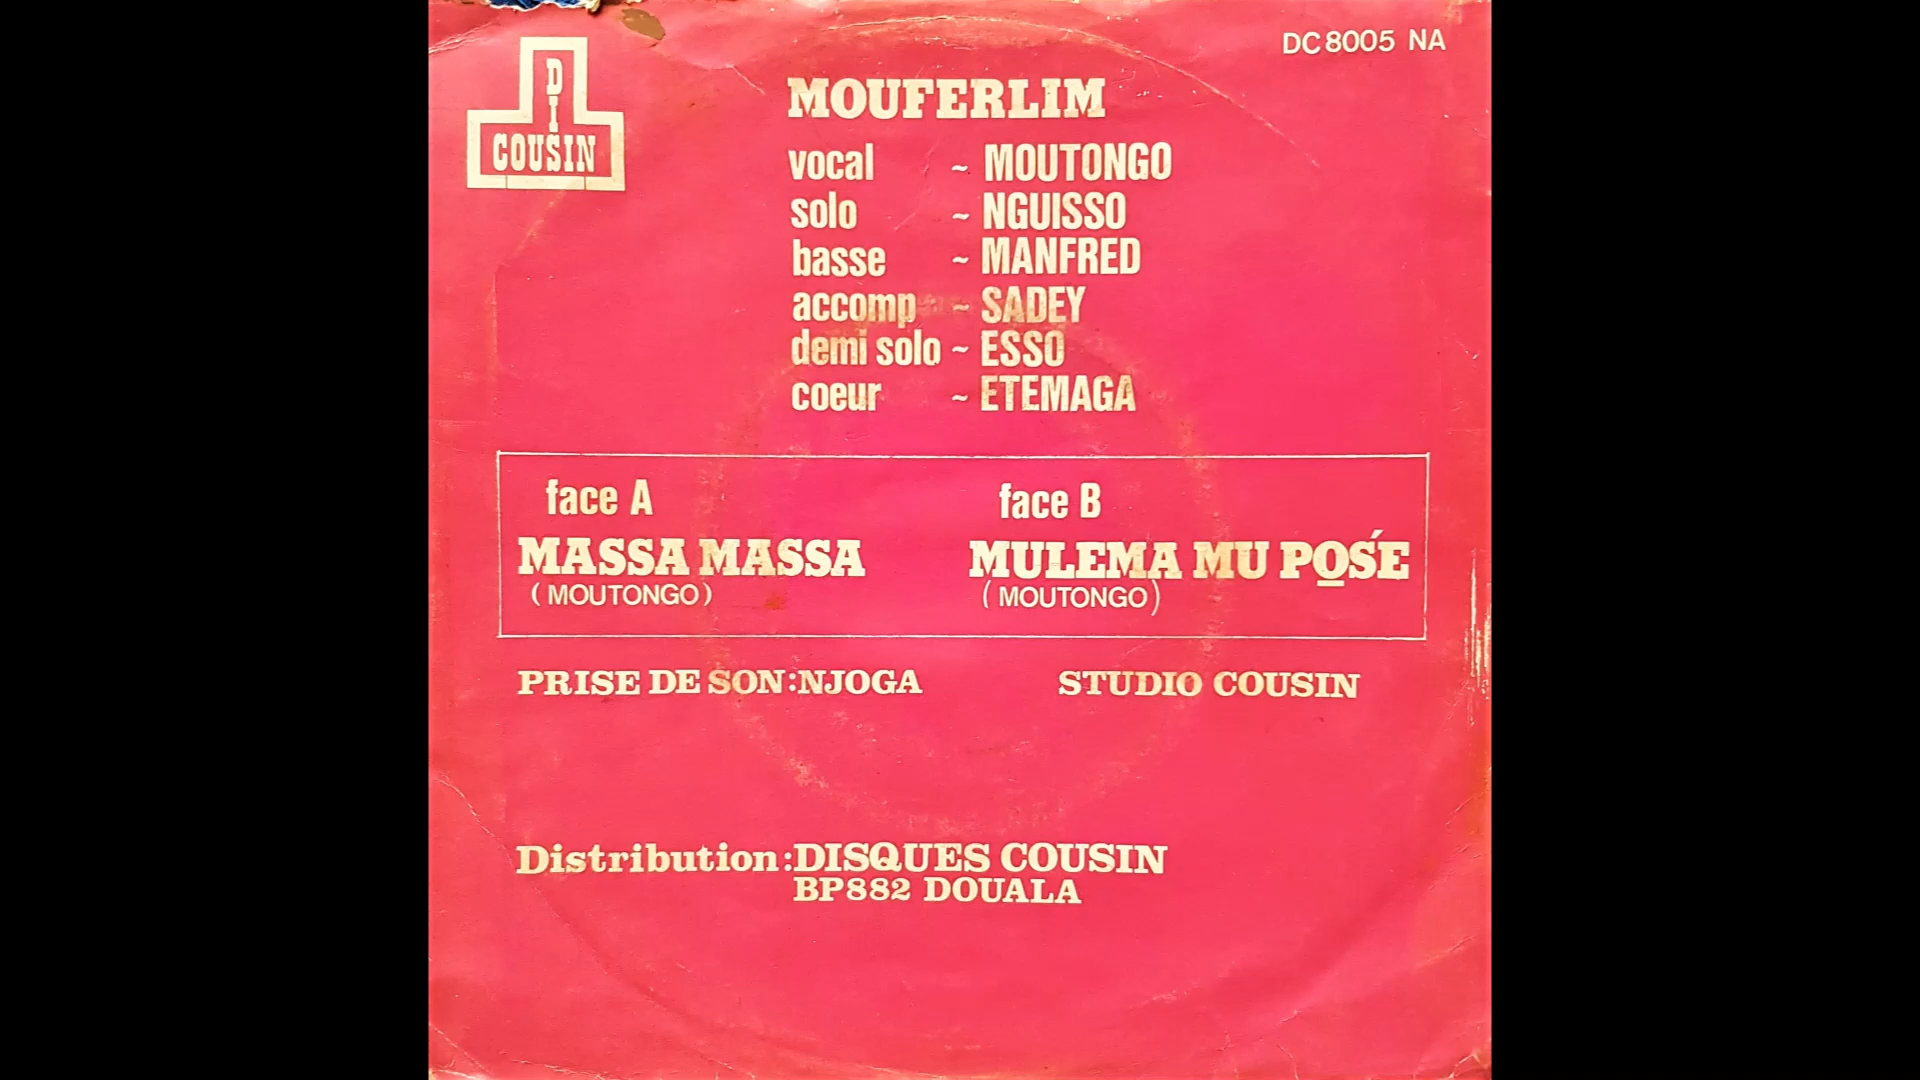 DI
COUSIN
DC 8005 NA
MOUFERLIM
vocal ~ MOUTONGO
solo ~ NGUISSO
basse ~ MANFRED
accomp ~ SADEY
demi solo ~ ESSO
coeur ~ ETEMAGA
face A
MASSA MASSA
(MOUTONGO)
face B
MULEMA MU PO̲ŚE
(MOUTONGO)
PRISE DE SON:NJOGA
STUDIO COUSIN
Distribution:DISQUES COUSIN
BP882 DOUALA